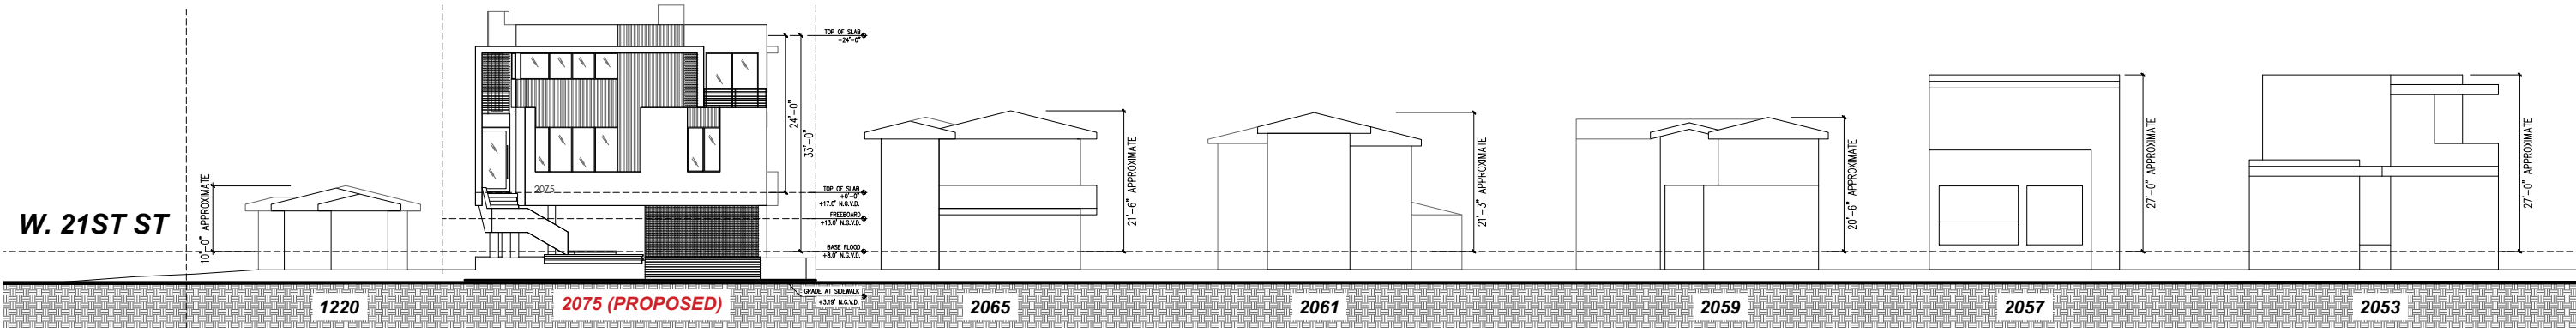 W. 21ST ST
10'-0" APPROXIMATE
1220
2075
2075 (PROPOSED)
24'-0"
33'-0"
TOP OF SLAB
+24'-0"
TOP OF SLAB
+0'-0"
+17.0' N.G.V.D.
FREEBOARD
+13.0' N.G.V.D.
BASE FLOOD
+8.0' N.G.V.D.
GRADE AT SIDEWALK
+3.19' N.G.V.D.
21'-6" APPROXIMATE
2065
21'-3" APPROXIMATE
2061
20'-6" APPROXIMATE
2059
27'-0" APPROXIMATE
2057
27'-0" APPROXIMATE
2053